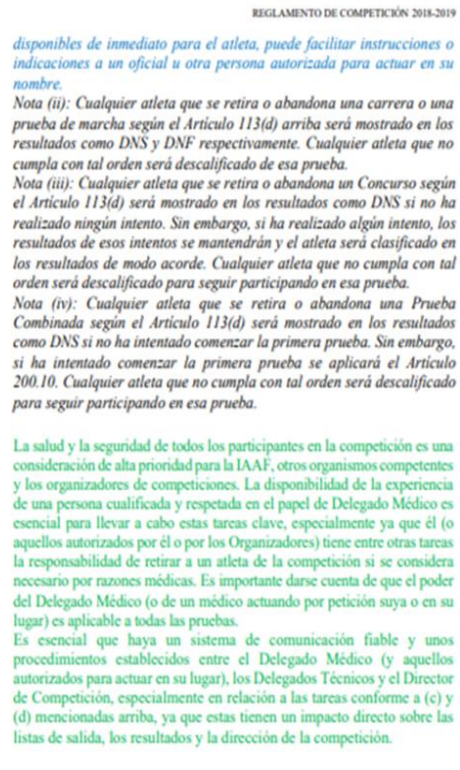 REGLAMENTO DE COMPETICIÓN 2018-2019
disponibles de inmediato para el atleta, puede facilitar instrucciones o
indicaciones a un oficial u otra persona autorizada para actuar en su
nombre.
Nota (ii): Cualquier atleta que se retira o abandona una carrera o una
prueba de marcha según el Artículo 113(d) arriba será mostrado en los
resultados como DNS y DNF respectivamente. Cualquier atleta que no
cumpla con tal orden será descalificado de esa prueba.
Nota (iii): Cualquier atleta que se retira o abandona un Concurso según
el Artículo 113(d) será mostrado en los resultados como DNS si no ha
realizado ningún intento. Sin embargo, si ha realizado algún intento, los
resultados de esos intentos se mantendrán y el atleta será clasificado en
los resultados de modo acorde. Cualquier atleta que no cumpla con tal
orden será descalificado para seguir participando en esa prueba.
Nota (iv): Cualquier atleta que se retira o abandona una Prueba
Combinada según el Artículo 113(d) será mostrado en los resultados
como DNS si no ha intentado comenzar la primera prueba. Sin embargo,
si ha intentado comenzar la primera prueba se aplicará el Artículo
200.10. Cualquier atleta que no cumpla con tal orden será descalificado
para seguir participando en esa prueba.
La salud y la seguridad de todos los participantes en la competición es una
consideración de alta prioridad para la IAAF, otros organismos competentes
y los organizadores de competiciones. La disponibilidad de la experiencia
de una persona cualificada y respetada en el papel de Delegado Médico es
esencial para llevar a cabo estas tareas clave, especialmente ya que él (o
aquellos autorizados por él o por los Organizadores) tiene entre otras tareas
la responsabilidad de retirar a un atleta de la competición si se considera
necesario por razones médicas. Es importante darse cuenta de que el poder
del Delegado Médico (o de un médico actuando por petición suya o en su
lugar) es aplicable a todas las pruebas.
Es esencial que haya un sistema de comunicación fiable y unos
procedimientos establecidos entre el Delegado Médico (y aquellos
autorizados para actuar en su lugar), los Delegados Técnicos y el Director
de Competición, especialmente en relación a las tareas conforme a (c) y
(d) mencionadas arriba, ya que estas tienen un impacto directo sobre las
listas de salida, los resultados y la dirección de la competición.